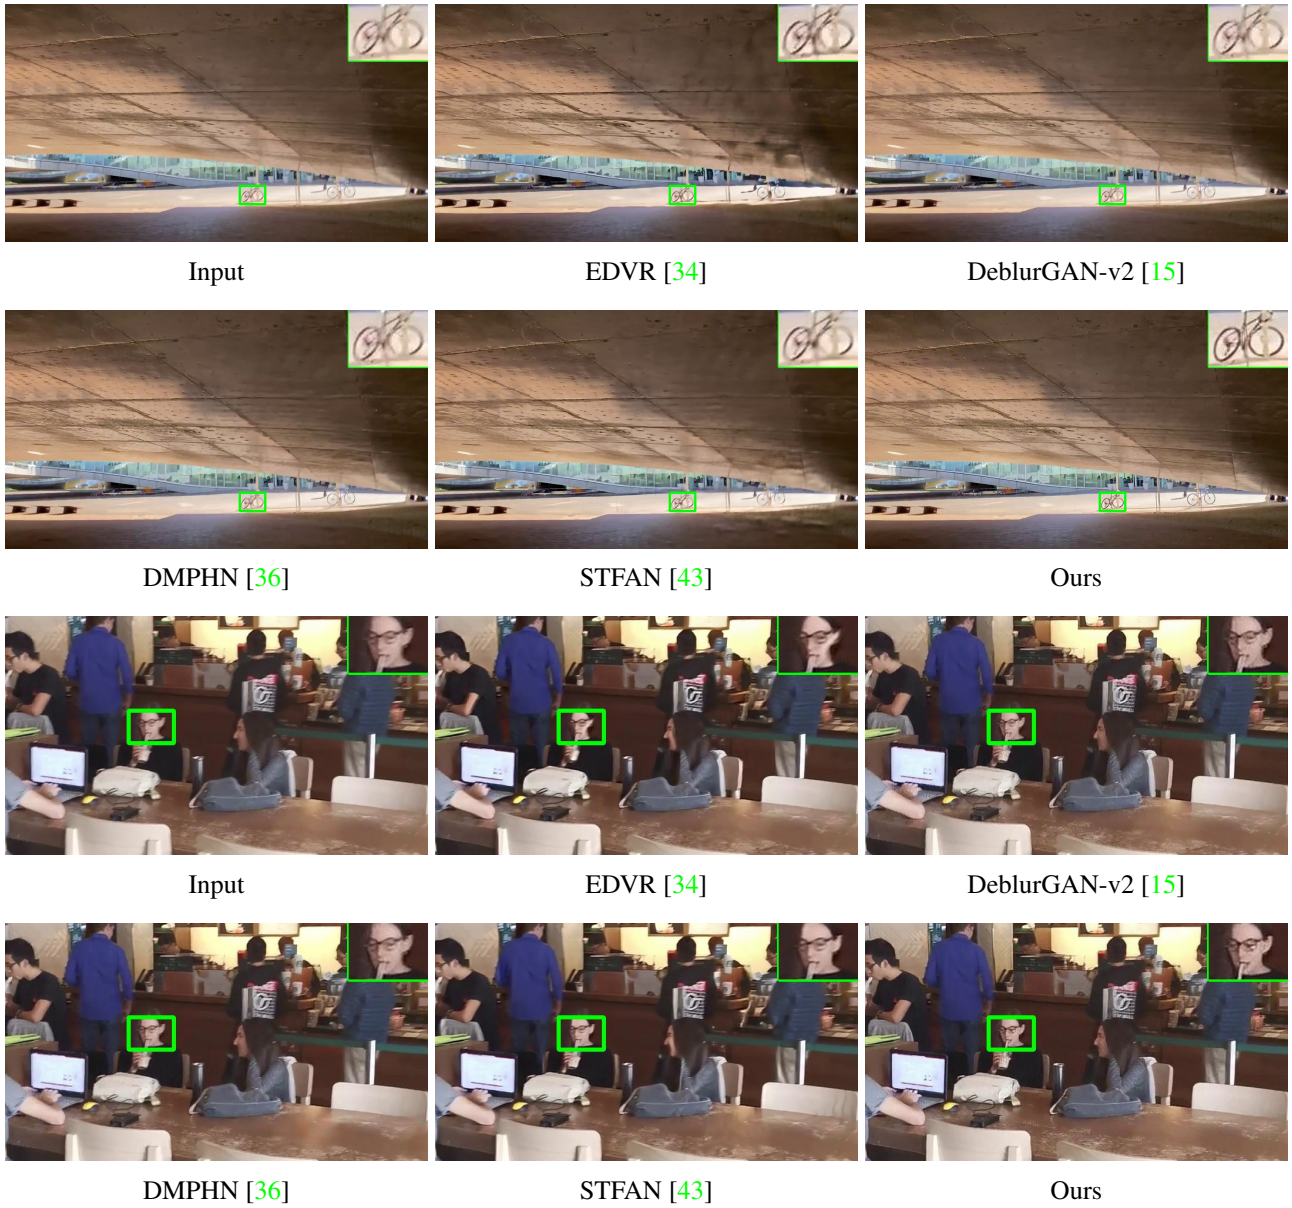 Input
EDVR [34]
DeblurGAN-v2 [15]
DMPHN [36]
STFAN [43]
Ours
Input
EDVR [34]
DeblurGAN-v2 [15]
DMPHN [36]
STFAN [43]
Ours